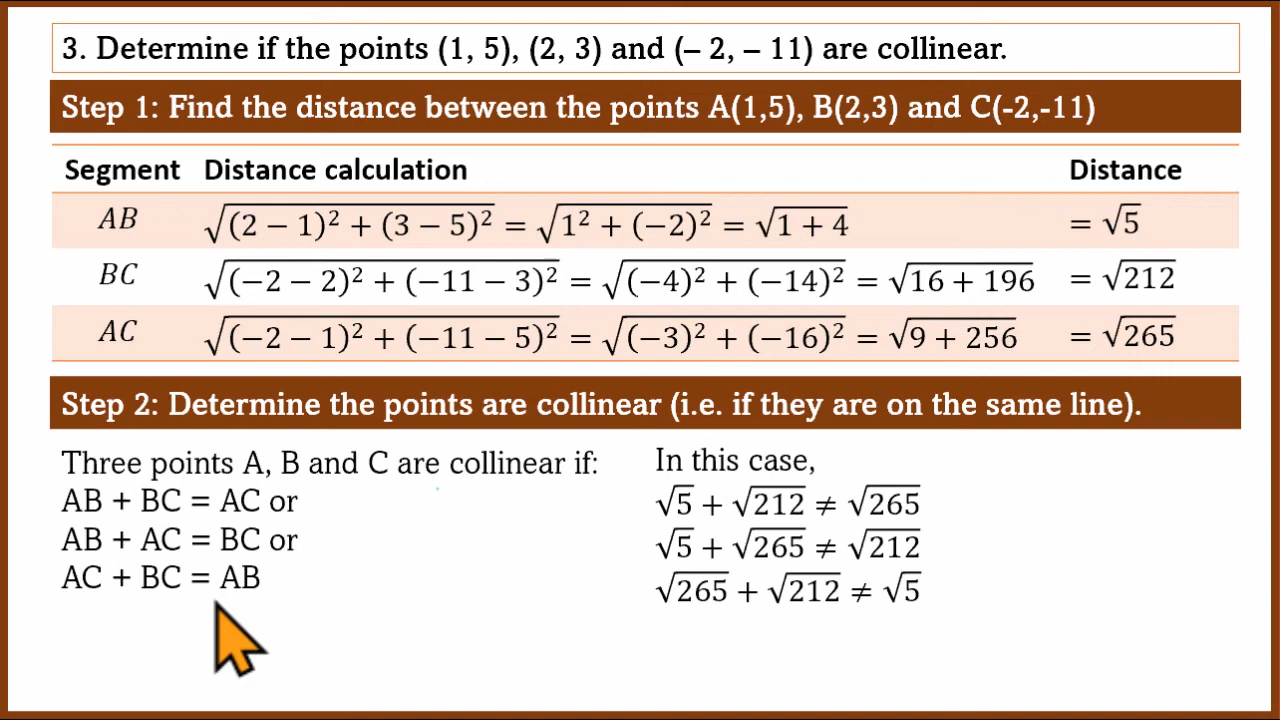 3. Determine if the points (1, 5), (2, 3) and (– 2, – 11) are collinear.
Step 1: Find the distance between the points A(1,5), B(2,3) and C(-2,-11)
Segment Distance calculation Distance
AB √((2 − 1)² + (3 − 5)²) = √(1² + (−2)²) = √(1 + 4) = √5
BC √((−2 − 2)² + (−11 − 3)²) = √((−4)² + (−14)²) = √(16 + 196) = √212
AC √((−2 − 1)² + (−11 − 5)²) = √((−3)² + (−16)²) = √(9 + 256) = √265
Step 2: Determine the points are collinear (i.e. if they are on the same line).
Three points A, B and C are collinear if:
AB + BC = AC or
AB + AC = BC or
AC + BC = AB
In this case,
√5 + √212 ≠ √265
√5 + √265 ≠ √212
√265 + √212 ≠ √5